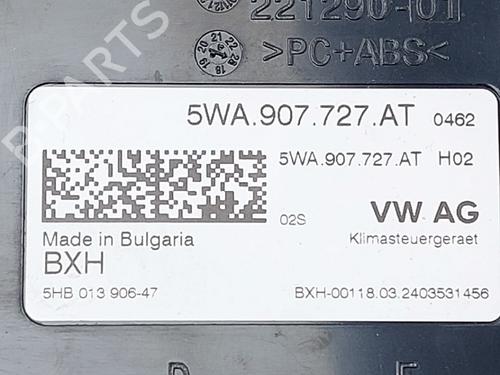 221290-01
>PC+ABS<
5WA.907.727.AT 0462
5WA.907.727.AT H02
02S VW AG
Made in Bulgaria Klimasteuergeraet
BXH
5HB 013 906-47 BXH-00118.03.2403531456
B-PARTS